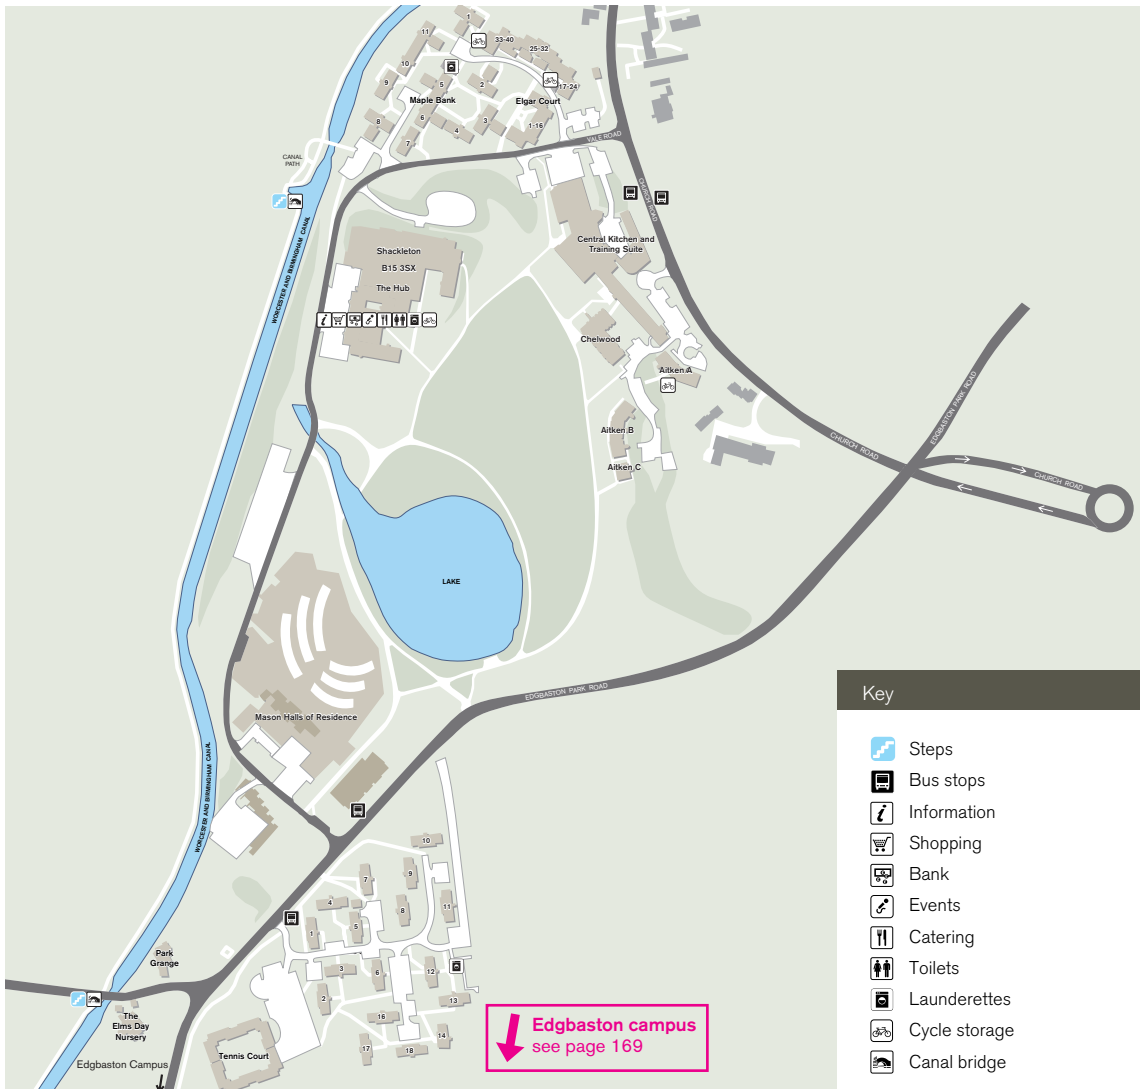 1
11
33-40
25-32
10
9
5
2
17-24
Maple Bank
Elgar Court
8
6
4
3
1-16
7
VALE ROAD
CANAL
PATH
CHURCH ROAD
WORCESTER AND BIRMINGHAM CANAL
Central Kitchen and
Training Suite
Shackleton
B15 3SX
The Hub
Chelwood
Aitken A
Aitken B
Aitken C
EDGBASTON PARK ROAD
CHURCH ROAD
CHURCH ROAD
LAKE
EDGBASTON PARK ROAD
Mason Halls of Residence
WORCESTER AND BIRMINGHAM CANAL
10
7
9
4
8
11
1
5
Park
Grange
3
6
12
2
13
The
Elms Day
Nursery
16
14
17
18
Tennis Court
Edgbaston Campus
Edgbaston campus
see page 169
Key
Steps
Bus stops
Information
Shopping
Bank
Events
Catering
Toilets
Launderettes
Cycle storage
Canal bridge